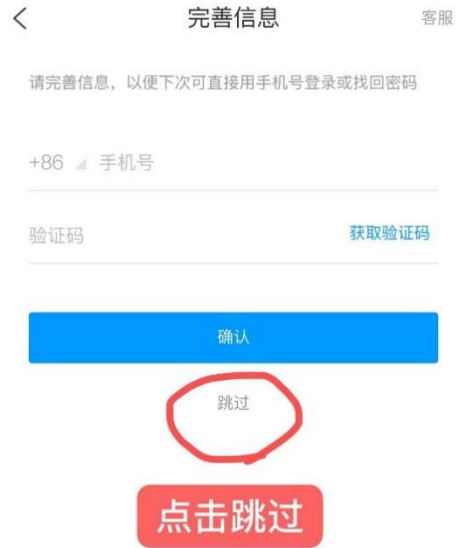 完善信息
客服
请完善信息，以便下次可直接用手机号登录或找回密码
+86 手机号
验证码 获取验证码
确认
跳过
点击跳过